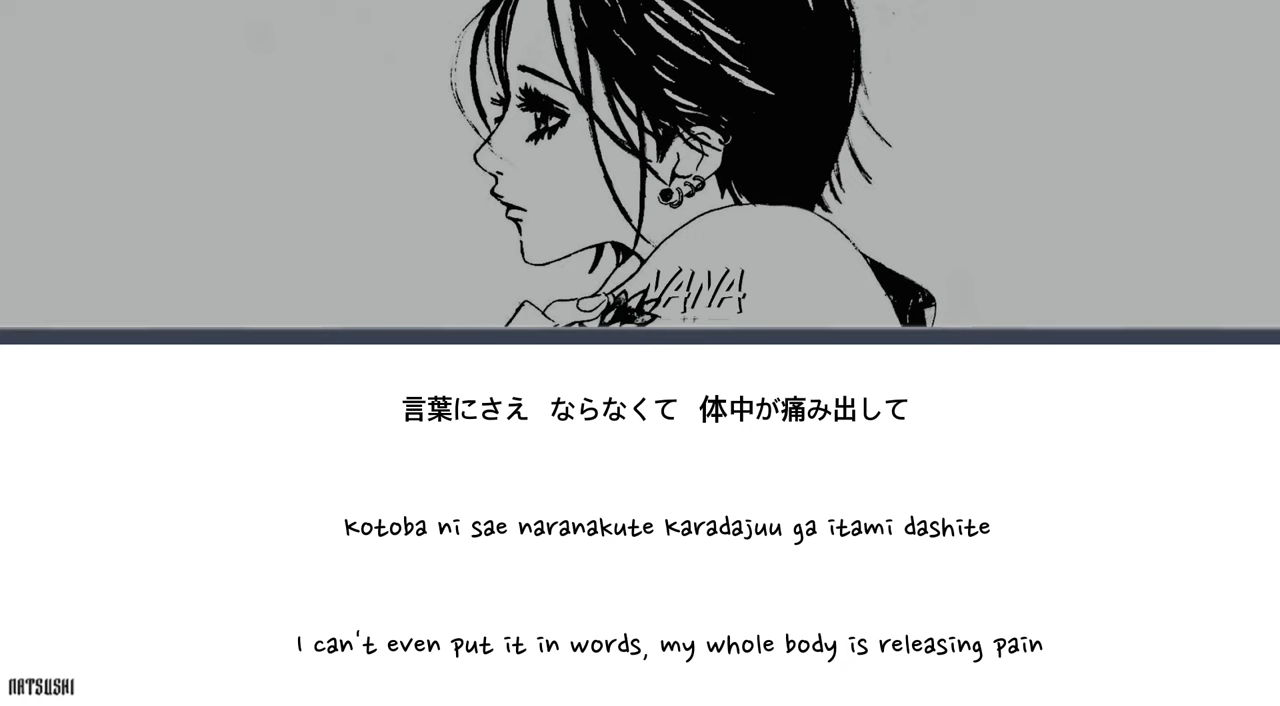 NANA
言葉にさえ ならなくて 体中が痛み出して
kotoba ni sae naranakute karadajuu ga itami dashite
I can't even put it in words, my whole body is releasing pain
NATSUSHI